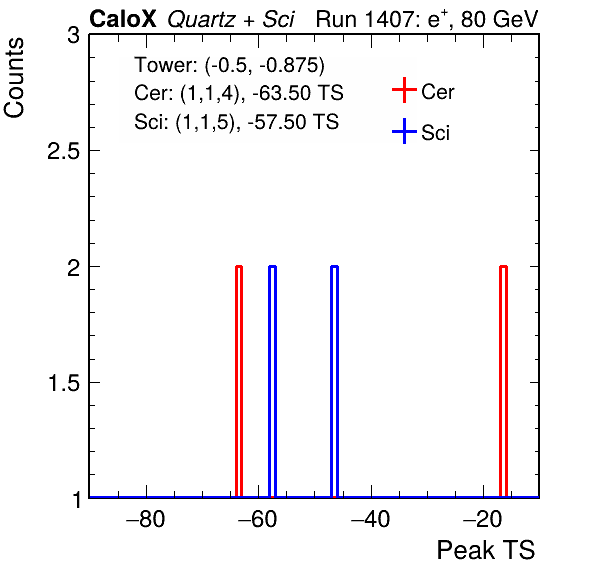 CaloX Quartz + Sci Run 1407: e+, 80 GeV
Counts
3
Tower: (-0.5, -0.875)
Cer: (1,1,4), -63.50 TS
Sci: (1,1,5), -57.50 TS
Cer
Sci
2.5
2
1.5
1
−80 −60 −40 −20
Peak TS